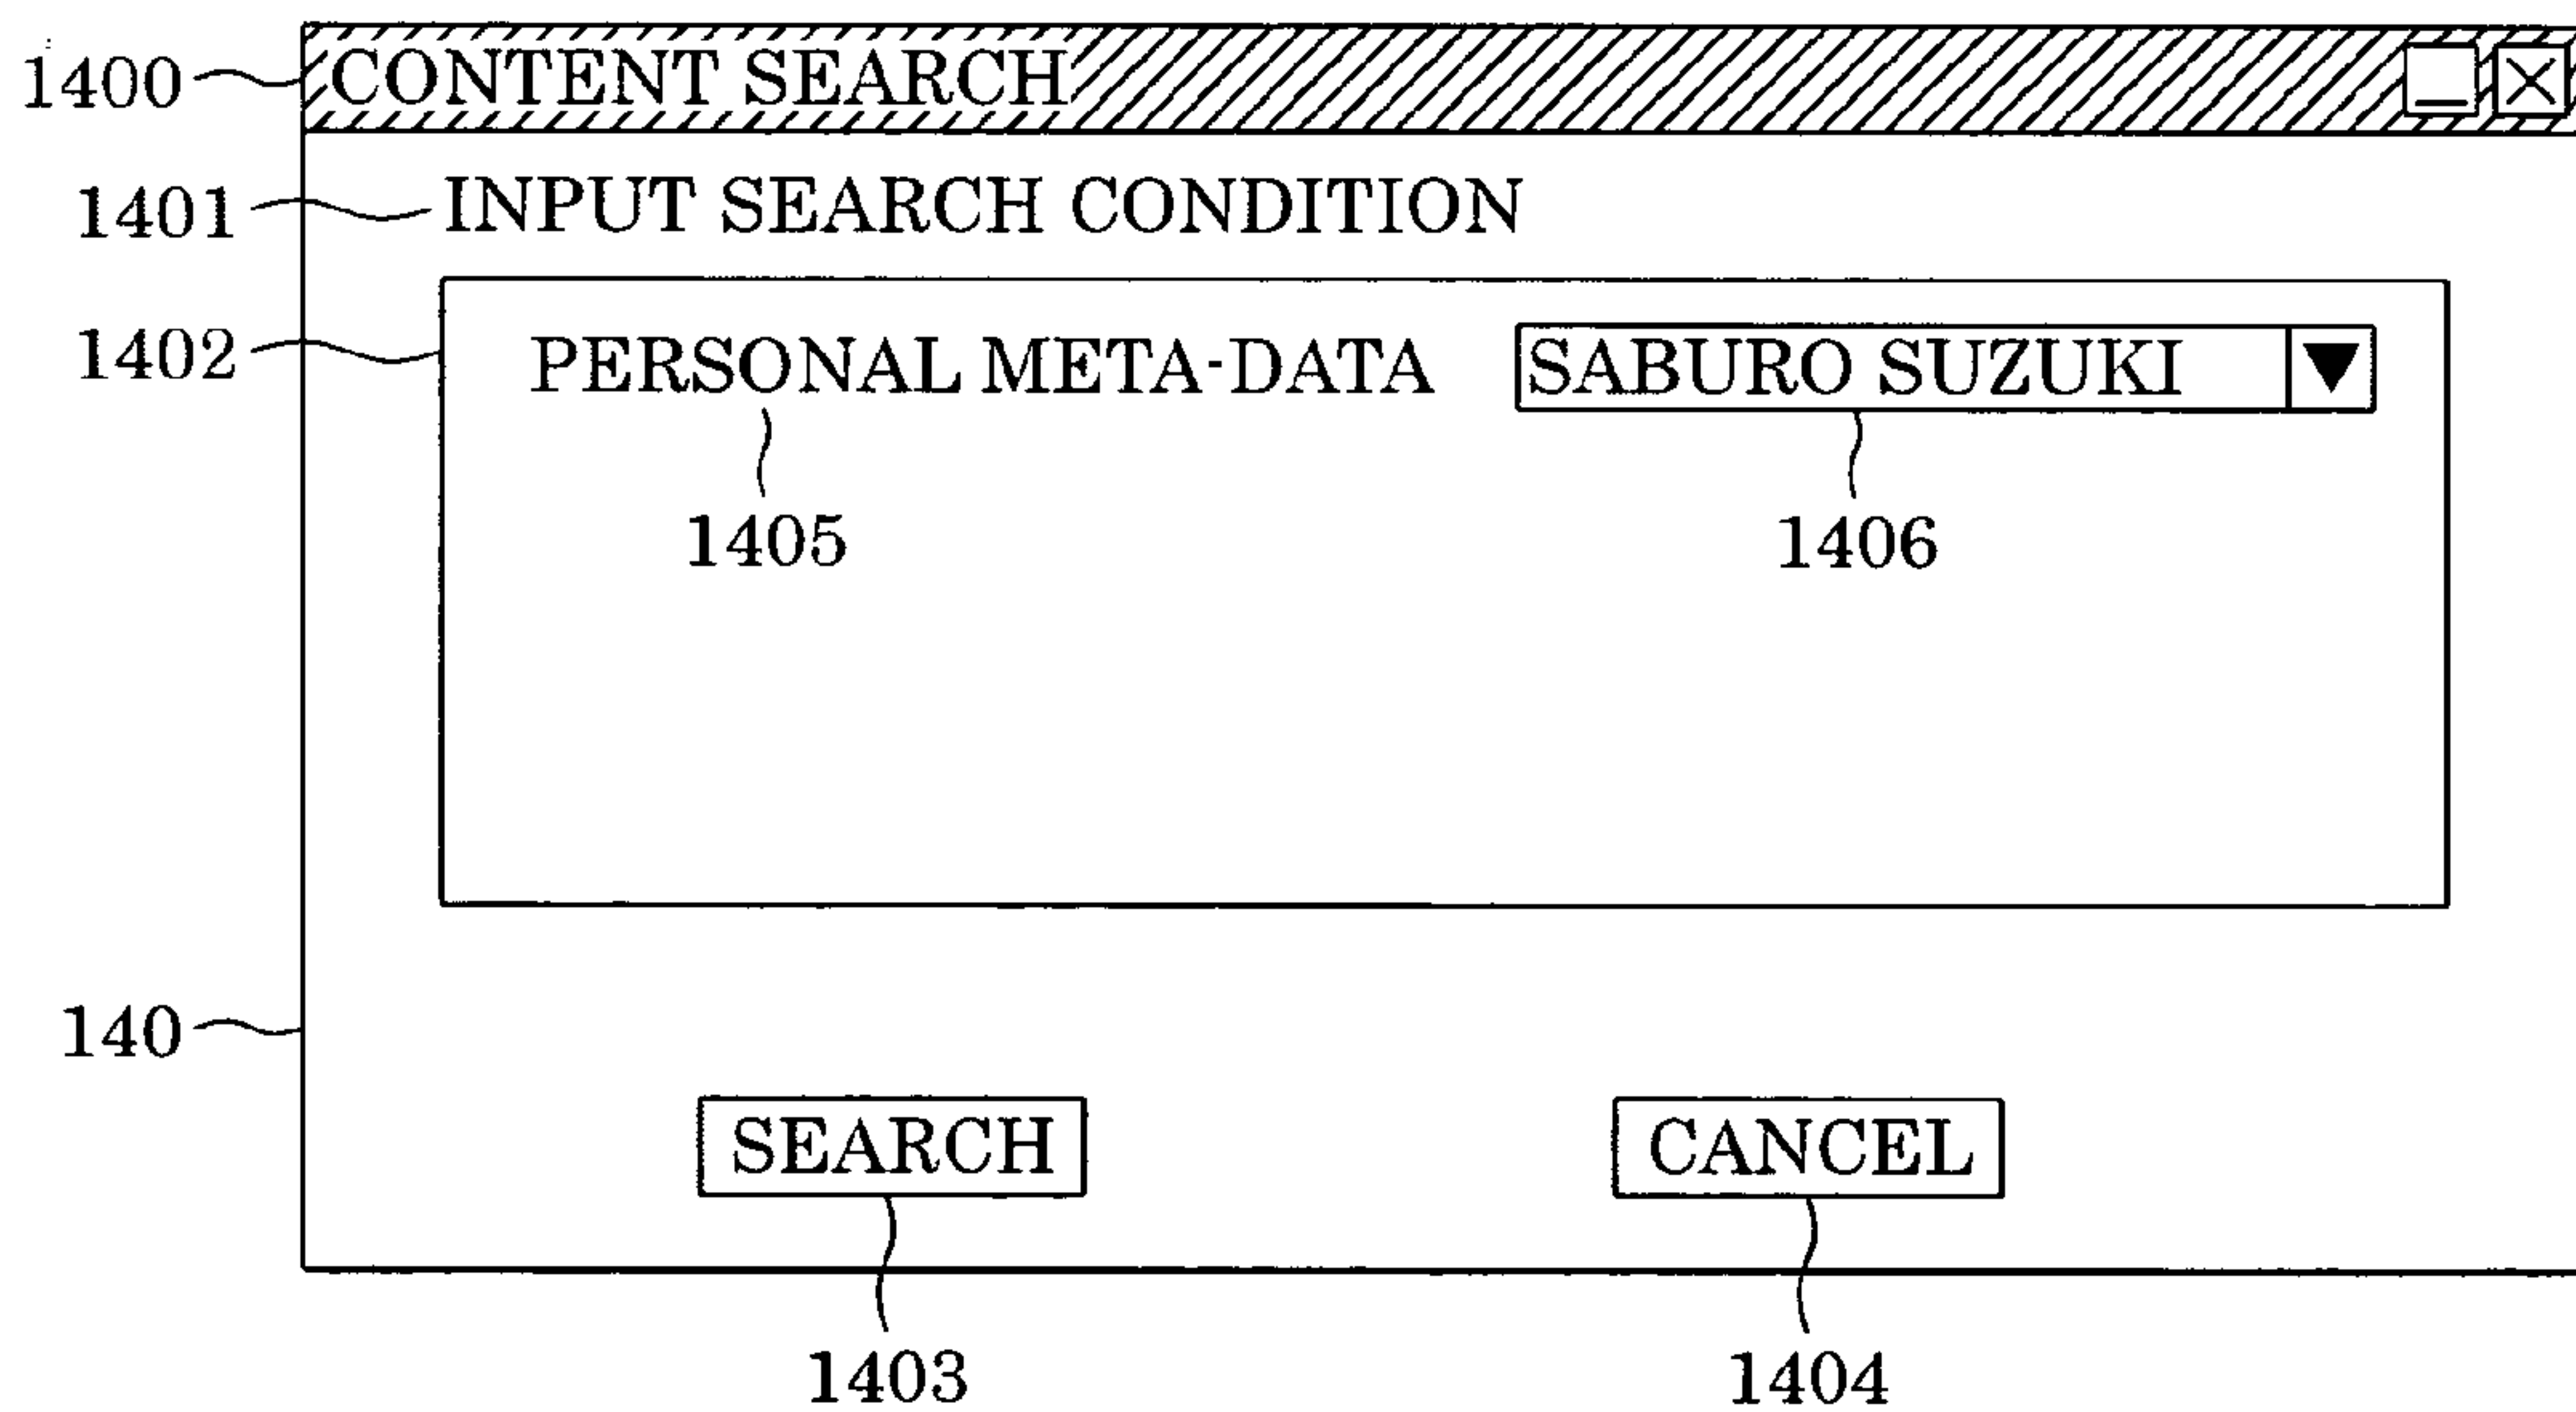 1400 CONTENT SEARCH
1401 INPUT SEARCH CONDITION
1402 PERSONAL META-DATA SABURO SUZUKI
1405 1406
140
SEARCH CANCEL
1403 1404